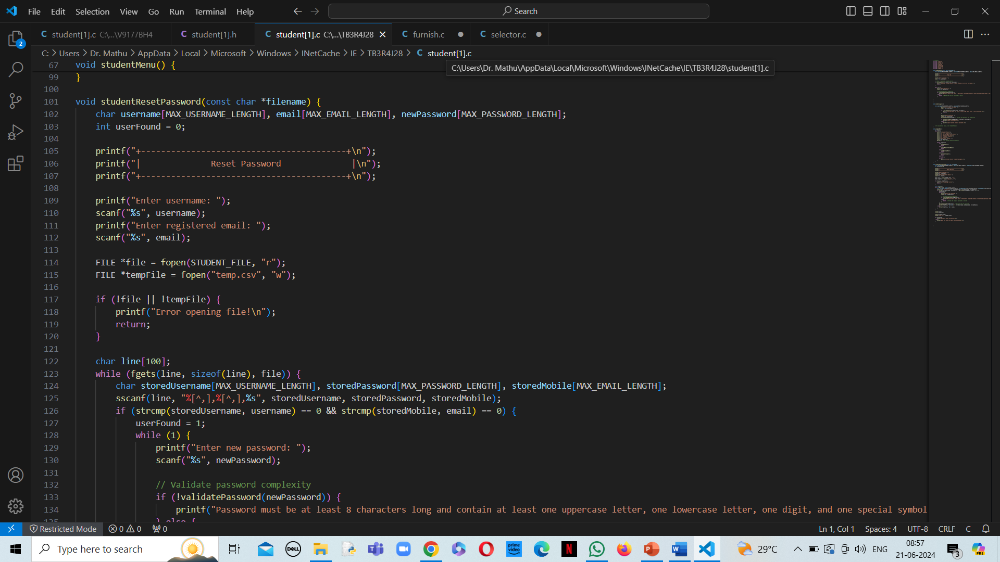 File Edit Selection View Go Run Terminal Help
Search
student[1].c C:\...\V9177BH4
student[1].h
student[1].c C:\...\TB3R4J28
furnish.c
selector.c
C: > Users > Dr. Mathu > AppData > Local > Microsoft > Windows > INetCache > IE > TB3R4J28 > C student[1].c
C:\Users\Dr. Mathu\AppData\Local\Microsoft\Windows\INetCache\IE\TB3R4J28\student[1].c
67 void studentMenu() {
99 }
100
101 void studentResetPassword(const char *filename) {
102 char username[MAX_USERNAME_LENGTH], email[MAX_EMAIL_LENGTH], newPassword[MAX_PASSWORD_LENGTH];
103 int userFound = 0;
104
105 printf("+-----------------------------------------+\n");
106 printf("|              Reset Password              |\n");
107 printf("+-----------------------------------------+\n");
108
109 printf("Enter username: ");
110 scanf("%s", username);
111 printf("Enter registered email: ");
112 scanf("%s", email);
113
114 FILE *file = fopen(STUDENT_FILE, "r");
115 FILE *tempFile = fopen("temp.csv", "w");
116
117 if (!file || !tempFile) {
118 printf("Error opening file!\n");
119 return;
120 }
121
122 char line[100];
123 while (fgets(line, sizeof(line), file)) {
124 char storedUsername[MAX_USERNAME_LENGTH], storedPassword[MAX_PASSWORD_LENGTH], storedMobile[MAX_EMAIL_LENGTH];
125 sscanf(line, "%[^,],%[^,],%s", storedUsername, storedPassword, storedMobile);
126 if (strcmp(storedUsername, username) == 0 && strcmp(storedMobile, email) == 0) {
127 userFound = 1;
128 while (1) {
129 printf("Enter new password: ");
130 scanf("%s", newPassword);
131
132 // Validate password complexity
133 if (!validatePassword(newPassword)) {
134 printf("Password must be at least 8 characters long and contain at least one uppercase letter, one lowercase letter, one digit, and one special symbol
135 } else {
Restricted Mode 0 0 0 Ln 1, Col 1 Spaces: 4 UTF-8 CRLF C
Type here to search
DELL
prime video
29°C
ENG
08:57
21-06-2024
3
PRE